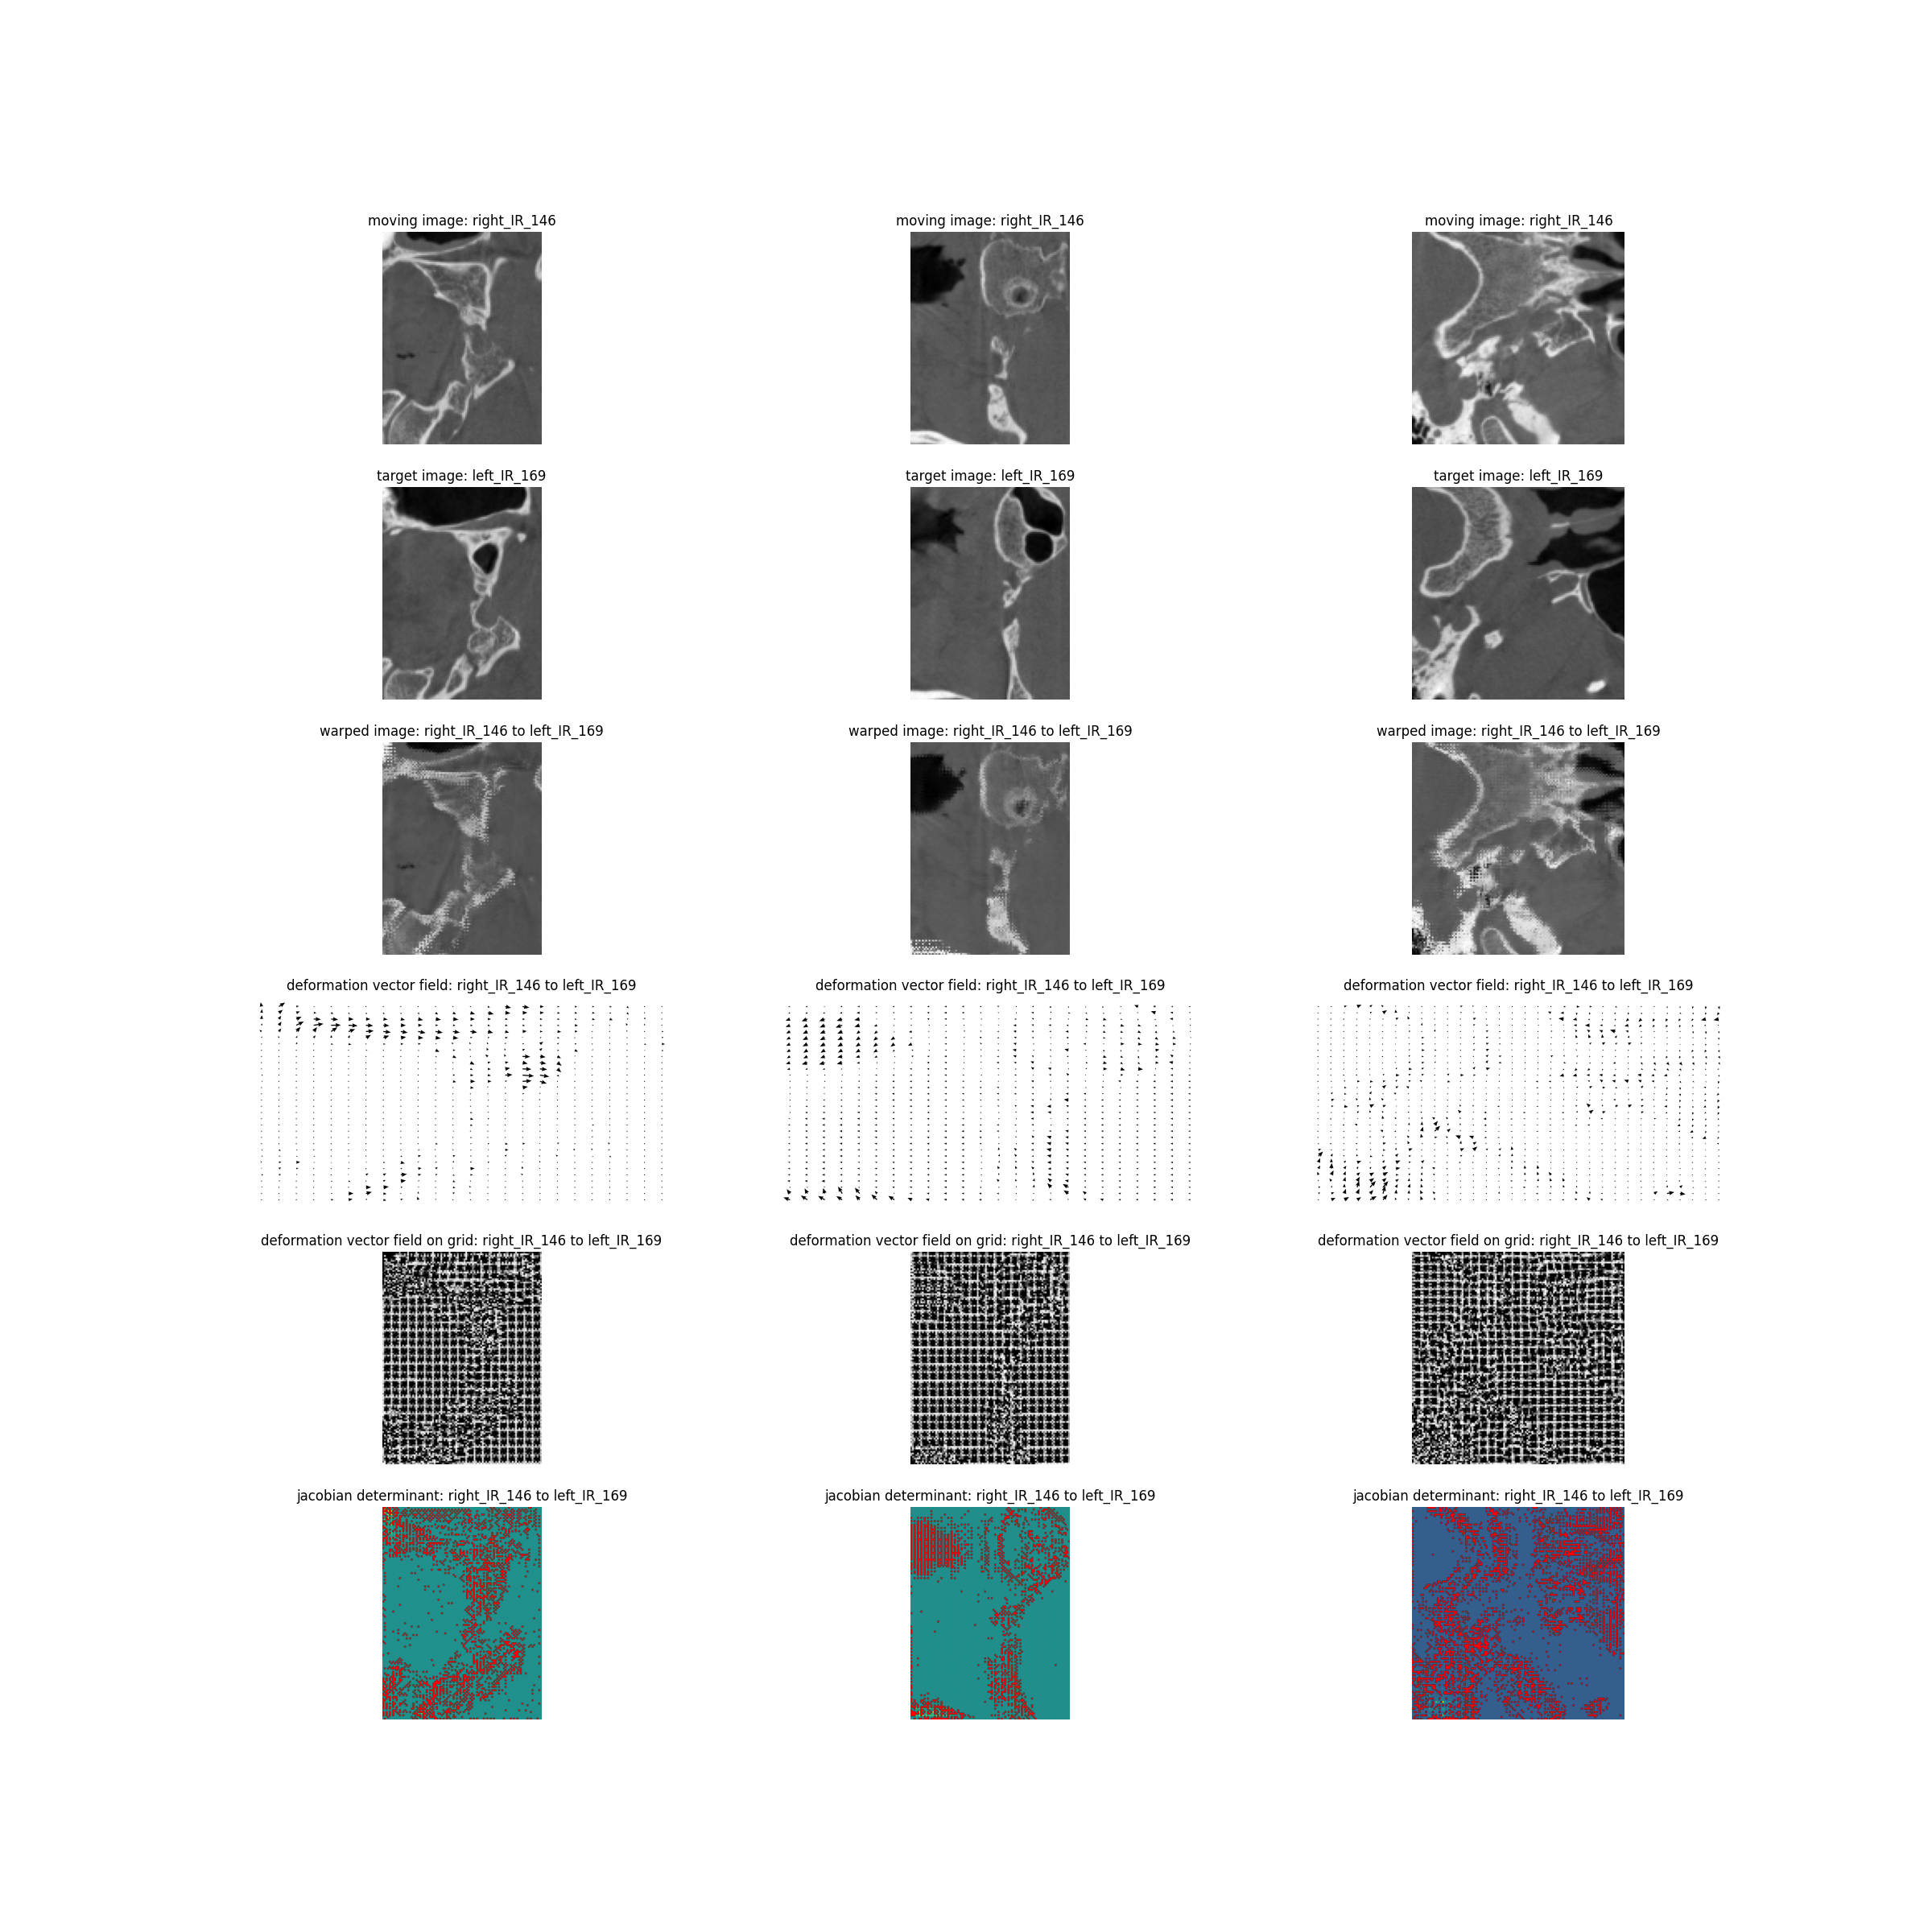 moving image: right_IR_146 moving image: right_IR_146 moving image: right_IR_146
target image: left_IR_169 target image: left_IR_169 target image: left_IR_169
warped image: right_IR_146 to left_IR_169 warped image: right_IR_146 to left_IR_169 warped image: right_IR_146 to left_IR_169
deformation vector field: right_IR_146 to left_IR_169 deformation vector field: right_IR_146 to left_IR_169 deformation vector field: right_IR_146 to left_IR_169
deformation vector field on grid: right_IR_146 to left_IR_169 deformation vector field on grid: right_IR_146 to left_IR_169 deformation vector field on grid: right_IR_146 to left_IR_169
jacobian determinant: right_IR_146 to left_IR_169 jacobian determinant: right_IR_146 to left_IR_169 jacobian determinant: right_IR_146 to left_IR_169